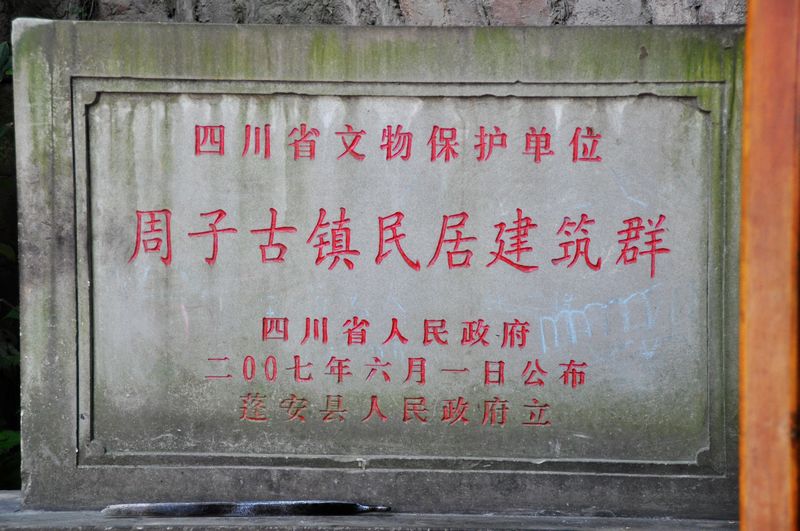 四川省文物保护单位
周子古镇民居建筑群
四川省人民政府
二00七年六月一日公布
蓬安县人民政府立